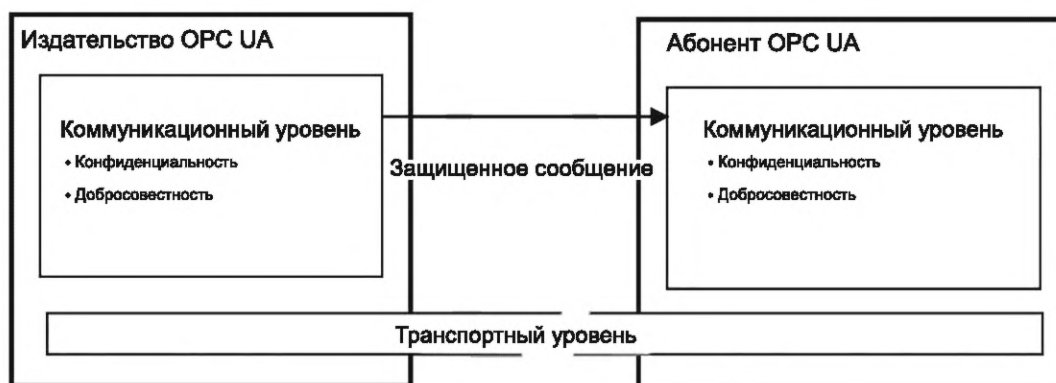 Издательство OPC UA
Коммуникационный уровень
• Конфиденциальность
• Добросовестность
Защищенное сообщение
Абонент OPC UA
Коммуникационный уровень
• Конфиденциальность
• Добросовестность
Транспортный уровень